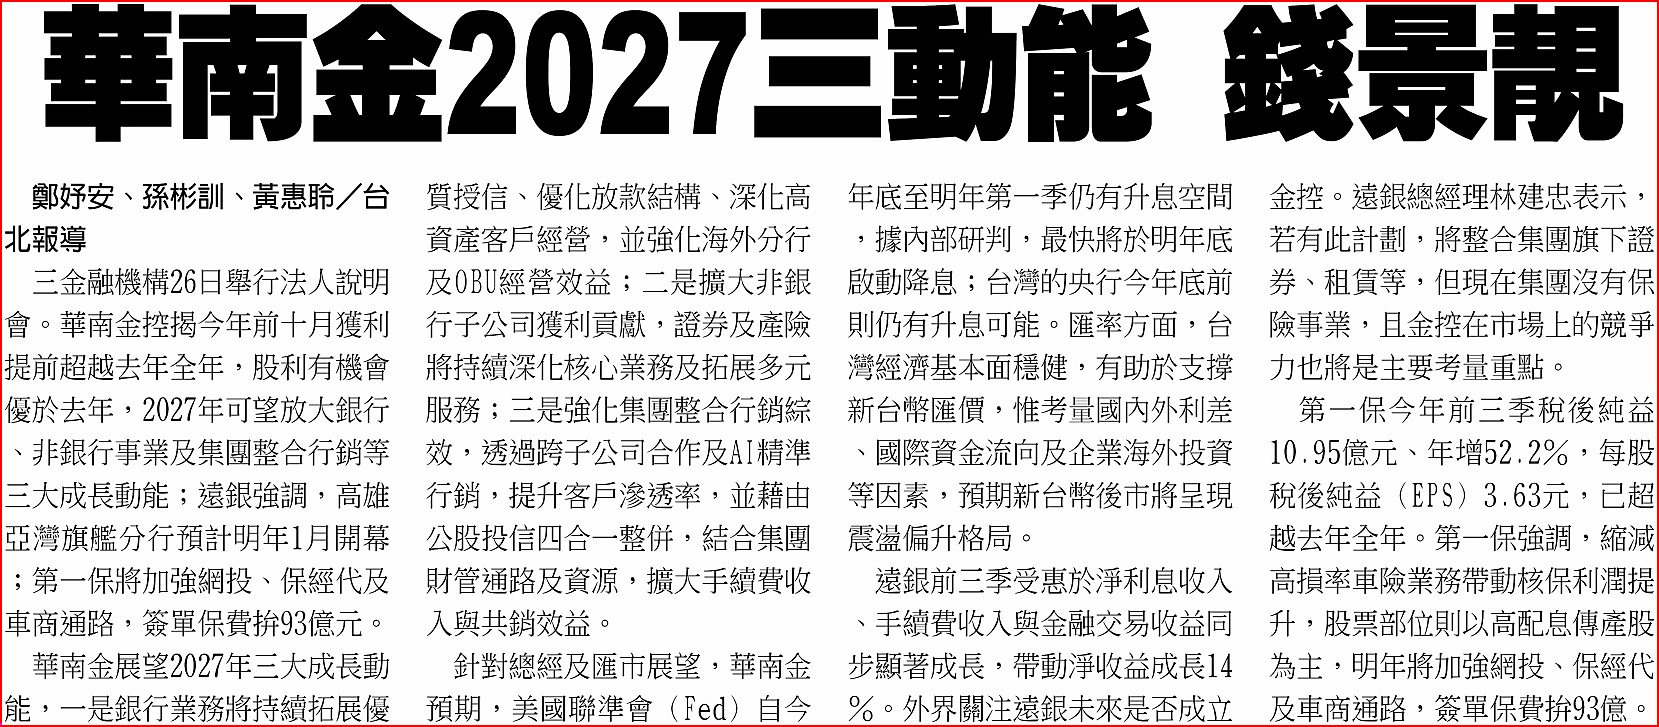 華南金2027三動能 錢景靚
鄭妤安、孫彬訓、黃惠聆／台
北報導
三金融機構26日舉行法人說明
會。華南金控揭今年前十月獲利
提前超越去年全年，股利有機會
優於去年，2027年可望放大銀行
、非銀行事業及集團整合行銷等
三大成長動能；遠銀強調，高雄
亞灣旗艦分行預計明年1月開幕
；第一保將加強網投、保經代及
車商通路，簽單保費拚93億元。
華南金展望2027年三大成長動
能，一是銀行業務將持續拓展優
質授信、優化放款結構、深化高
資產客戶經營，並強化海外分行
及OBU經營效益；二是擴大非銀
行子公司獲利貢獻，證券及產險
將持續深化核心業務及拓展多元
服務；三是強化集團整合行銷綜
效，透過跨子公司合作及AI精準
行銷，提升客戶滲透率，並藉由
公股投信四合一整併，結合集團
財管通路及資源，擴大手續費收
入與共銷效益。
針對總經及匯市展望，華南金
預期，美國聯準會（Fed）自今
年底至明年第一季仍有升息空間
，據內部研判，最快將於明年底
啟動降息；台灣的央行今年底前
則仍有升息可能。匯率方面，台
灣經濟基本面穩健，有助於支撐
新台幣匯價，惟考量國內外利差
、國際資金流向及企業海外投資
等因素，預期新台幣後市將呈現
震盪偏升格局。
遠銀前三季受惠於淨利息收入
、手續費收入與金融交易收益同
步顯著成長，帶動淨收益成長14
％。外界關注遠銀未來是否成立
金控。遠銀總經理林建忠表示，
若有此計劃，將整合集團旗下證
券、租賃等，但現在集團沒有保
險事業，且金控在市場上的競爭
力也將是主要考量重點。
第一保今年前三季稅後純益
10.95億元、年增52.2％，每股
稅後純益（EPS）3.63元，已超
越去年全年。第一保強調，縮減
高損率車險業務帶動核保利潤提
升，股票部位則以高配息傳產股
為主，明年將加強網投、保經代
及車商通路，簽單保費拚93億。